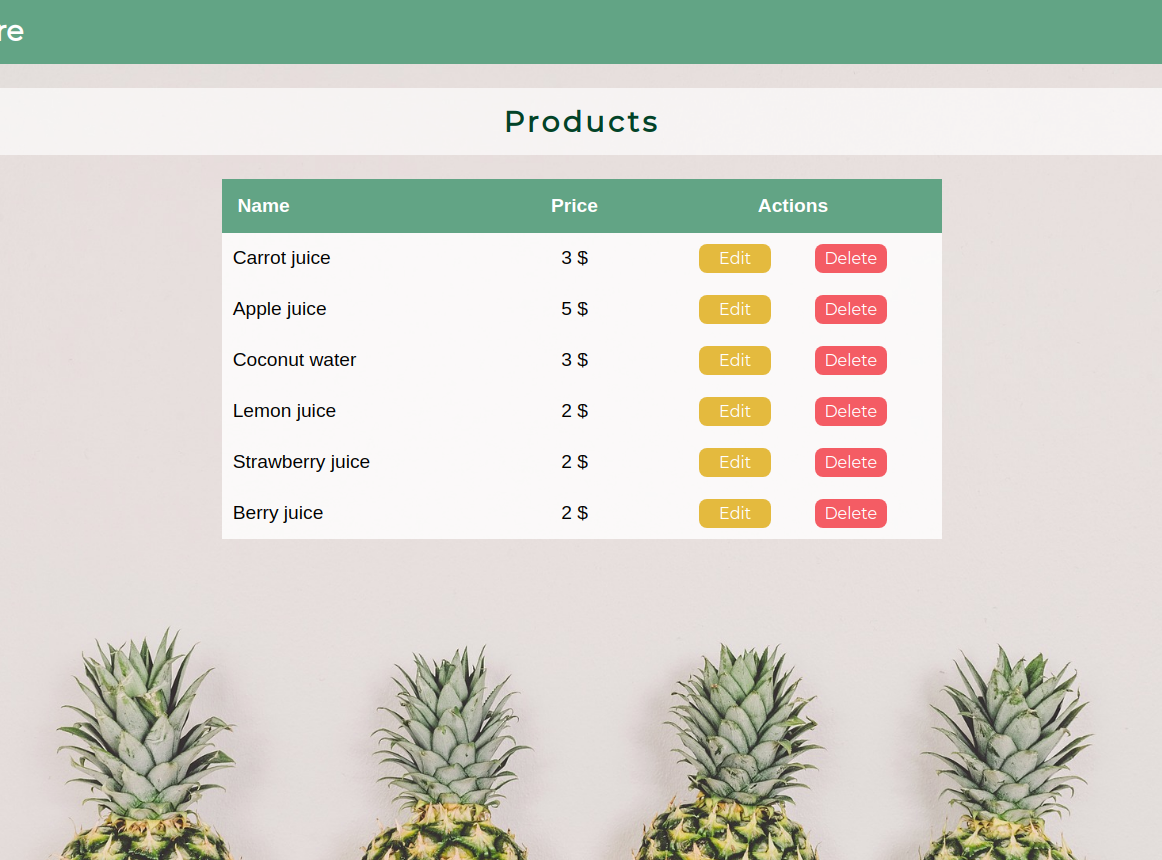 re
Products
Name Price Actions
Carrot juice 3 $ Edit Delete
Apple juice 5 $ Edit Delete
Coconut water 3 $ Edit Delete
Lemon juice 2 $ Edit Delete
Strawberry juice 2 $ Edit Delete
Berry juice 2 $ Edit Delete